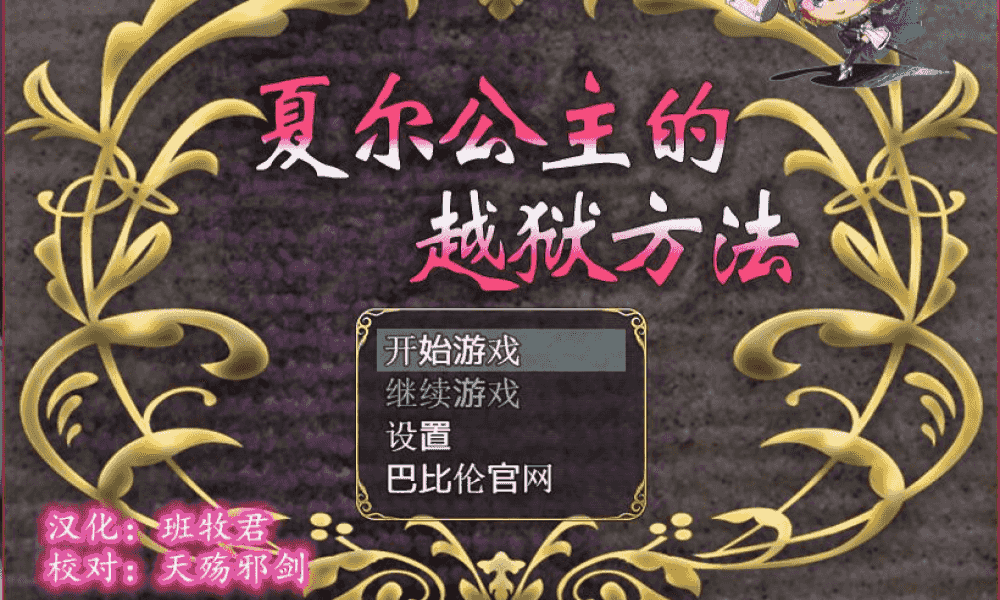 夏尔公主的
越狱方法
开始游戏
继续游戏
设置
巴比伦官网
汉化：班牧君
校对：天殇邪剑